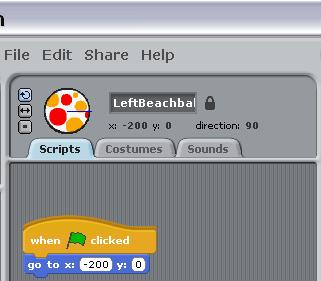 n
File Edit Share Help
LeftBeachbal
x: -200 y: 0 direction: 90
Scripts Costumes Sounds
when clicked
go to x: -200 y: 0